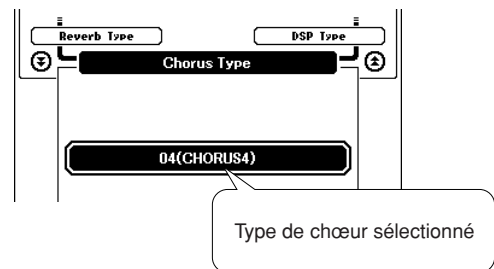 Reverb Type DSP Type
Chorus Type
04(CHORUS4)
Type de chœur sélectionné